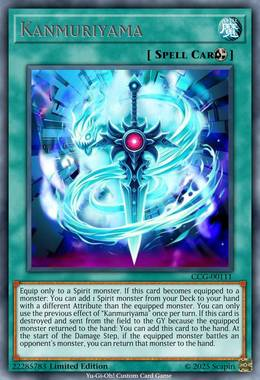 KANMURIYAMA
[ SPELL CARD ]
CCG-00111
Equip only to a Spirit monster. If this card becomes equipped to a
monster: You can add 1 Spirit monster from your Deck to your hand
with a different Attribute than the equipped monster. You can only
use the previous effect of "Kanmuriyama" once per turn. If this card is
destroyed and sent from the field to the GY because the equipped
monster returned to the hand: You can add this card to the hand. At
the start of the Damage Step, if the equipped monster battles an
opponent's monster, you can return that monster to the hand.
22285783 Limited Edition
© 2025 Scapin
Yu-Gi-Oh! Custom Card Game